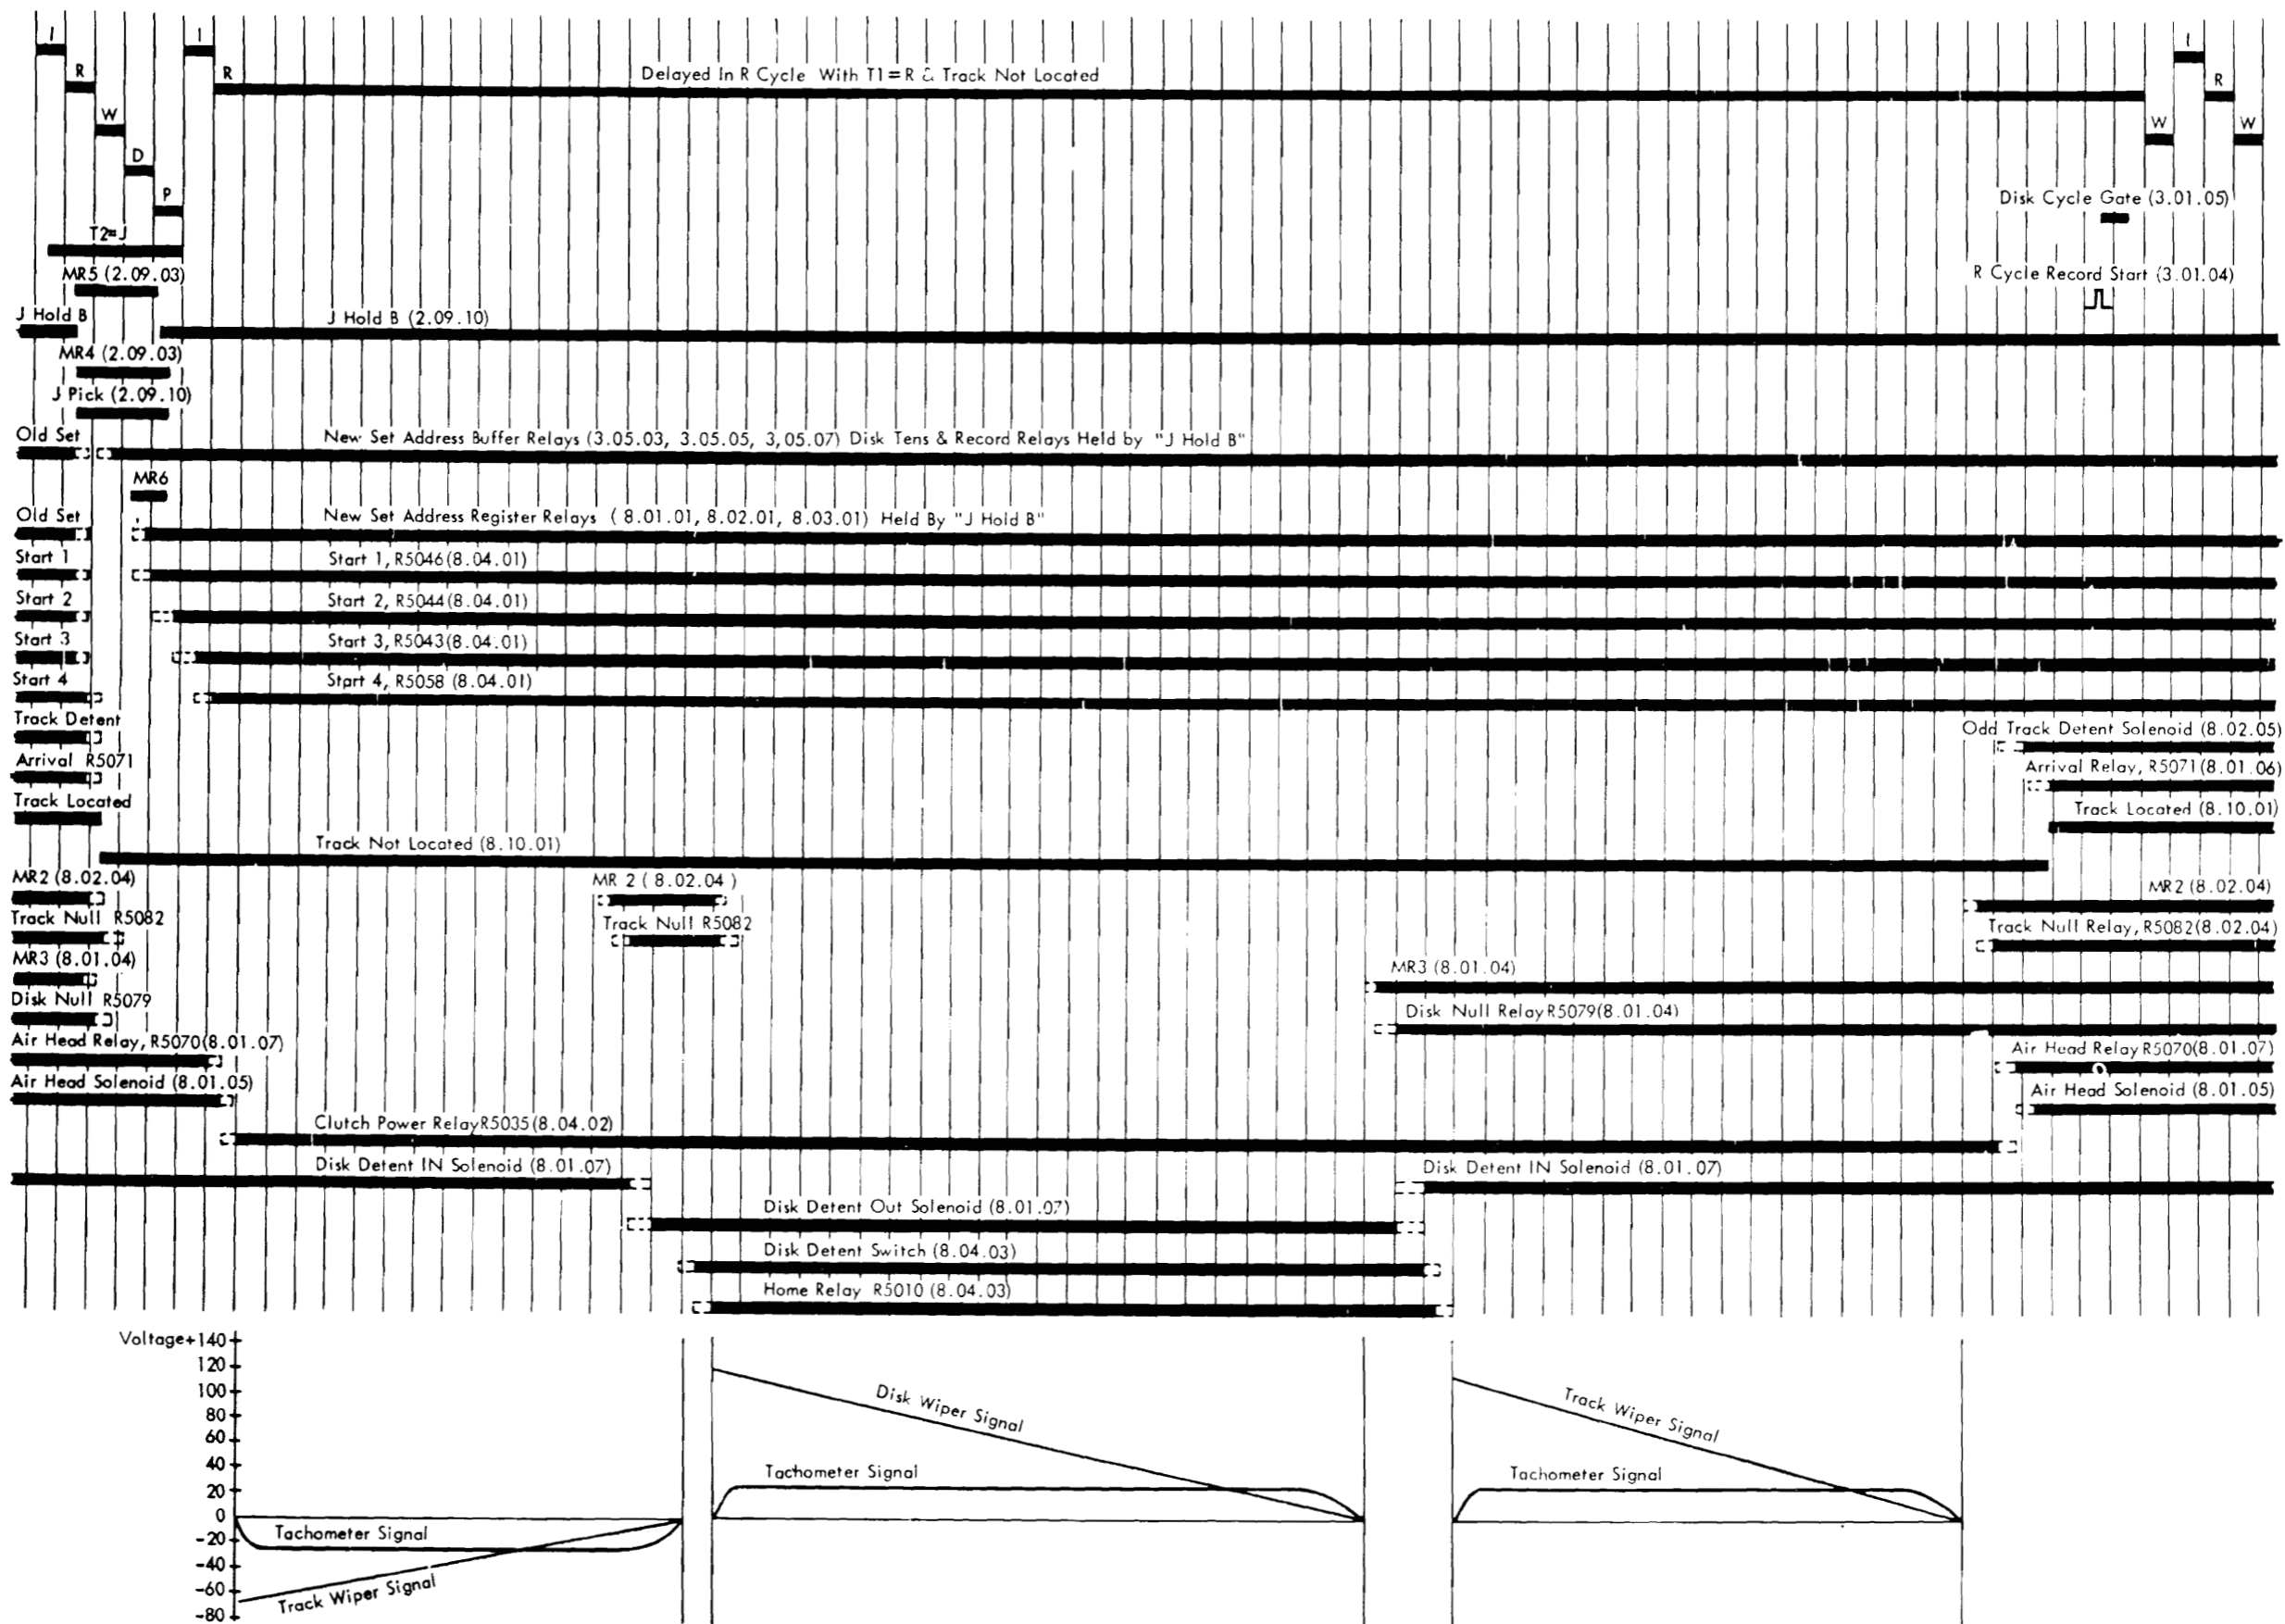 I
I
I
R
R
Delayed In R Cycle With T1=R & Track Not Located
R
W
W
W
D
P
Disk Cycle Gate (3.01.05)
T2=J
MR5 (2.09.03)
R Cycle Record Start (3.01.04)
J Hold B
J Hold B (2.09.10)
MR4 (2.09.03)
J Pick (2.09.10)
Old Set
New Set Address Buffer Relays (3.05.03, 3.05.05, 3,05.07) Disk Tens & Record Relays Held by "J Hold B"
MR6
Old Set
New Set Address Register Relays ( 8.01.01, 8.02.01, 8.03.01) Held By "J Hold B"
Start 1
Start 1, R5046(8.04.01)
Start 2
Start 2, R5044(8.04.01)
Start 3
Start 3, R5043(8.04.01)
Start 4
Start 4, R5058 (8.04.01)
Track Detent
Odd Track Detent Solenoid (8.02.05)
Arrival R5071
Arrival Relay, R5071(8.01.06)
Track Located
Track Located (8.10.01)
Track Not Located (8.10.01)
MR2 (8.02.04)
MR 2 ( 8.02.04 )
MR2 (8.02.04)
Track Null R5082
Track Null R5082
Track Null Relay, R5082(8.02.04)
MR3 (8.01.04)
MR3 (8.01.04)
Disk Null R5079
Disk Null Relay R5079(8.01.04)
Air Head Relay, R5070(8.01.07)
Air Head Relay R5070(8.01.07)
Air Head Solenoid (8.01.05)
Air Head Solenoid (8.01.05)
Clutch Power Relay R5035(8.04.02)
Disk Detent IN Solenoid (8.01.07)
Disk Detent IN Solenoid (8.01.07)
Disk Detent Out Solenoid (8.01.07)
Disk Detent Switch (8.04.03)
Home Relay R5010 (8.04.03)
Voltage+140
120
100
80
60
40
20
0
-20
-40
-60
-80
Tachometer Signal
Track Wiper Signal
Disk Wiper Signal
Tachometer Signal
Track Wiper Signal
Tachometer Signal